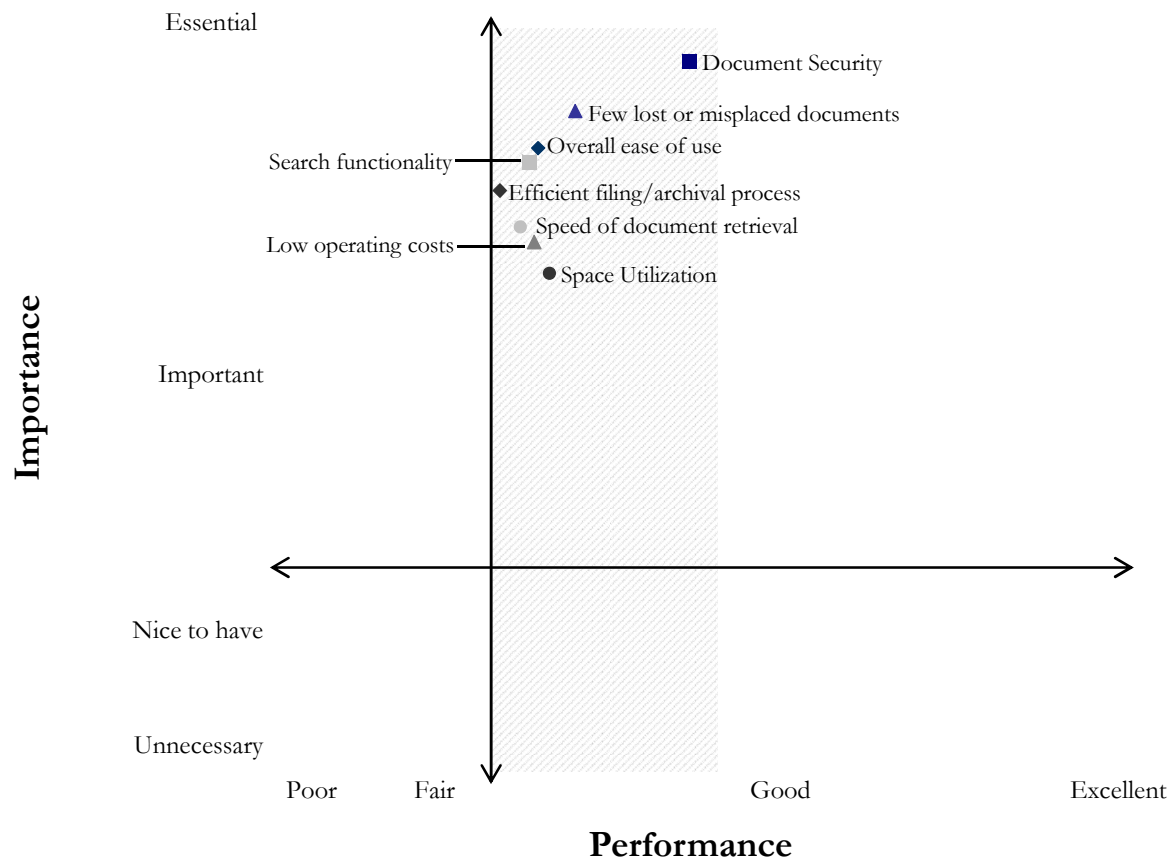 Essential
Document Security
Few lost or misplaced documents
Overall ease of use
Search functionality
Efficient filing/archival process
Speed of document retrieval
Low operating costs
Space Utilization
Importance
Important
Nice to have
Unnecessary
Poor
Fair
Good
Excellent
Performance